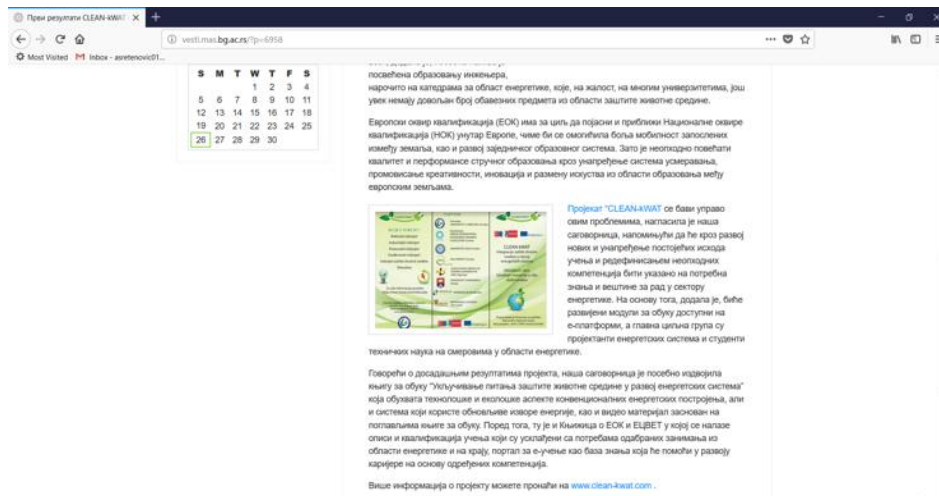 Први резултати CLEAN-kWAT
vesti.mas.bg.ac.rs/?p=6958
Most Visited
Inbox - asretenovic01...
S M T W T F S
1 2 3 4
5 6 7 8 9 10 11
12 13 14 15 16 17 18
19 20 21 22 23 24 25
26 27 28 29 30
посвећена образовању инжењера,
нарочито на катедрама за област енергетике, које, на жалост, на многим универзитетима, још
увек немају довољан број обавезних предмета из области заштите животне средине.
Европски оквир квалификација (ЕОК) има за циљ да појасни и приближи Националне оквире
квалификација (НОК) унутар Европе, чиме би се омогућила боља мобилност запослених
између земаља, као и развој заједничког образовног система. Зато је неопходно повећати
квалитет и перформансе стручног образовања кроз унапређење система усмеравања,
промовисање креативности, иновација и размену искуства из области образовања међу
европским земљама.
Пројекат "CLEAN-kWAT се бави управо
овим проблемима, нагласила је наша
саговорница, напомињући да ће кроз развој
нових и унапређење постојећих исхода
учења и редефинисањем неопходних
компетенција бити указано на потребна
знања и вештине за рад у сектору
енергетике. На основу тога, додала је, биће
развијени модули за обуку доступни на
е-платформи, а главна циљна група су
пројектанти енергетских система и студенти
техничких наука на смеровима у области енергетике.
CLEAN kWAT
Говорећи о досадашњим резултатима пројекта, наша саговорница је посебно издвојила
књигу за обуку "Укључивање питања заштите животне средине у развој енергетских система"
која обухвата технолошке и еколошке аспекте конвенционалних енергетских постројења, али
и система који користе обновљиве изворе енергије, као и видео материјал заснован на
поглављима књиге за обуку. Поред тога, ту је и Књижица о ЕОК и ЕЦВЕТ у којој се налазе
описи и квалификација учења који су усклађени са потребама одабраних занимања из
области енергетике и на крају, портал за е-учење као база знања која ће помоћи у развоју
каријере на основу одређених компетенција.
Више информација о пројекту можете пронаћи на www.clean-kwat.com .